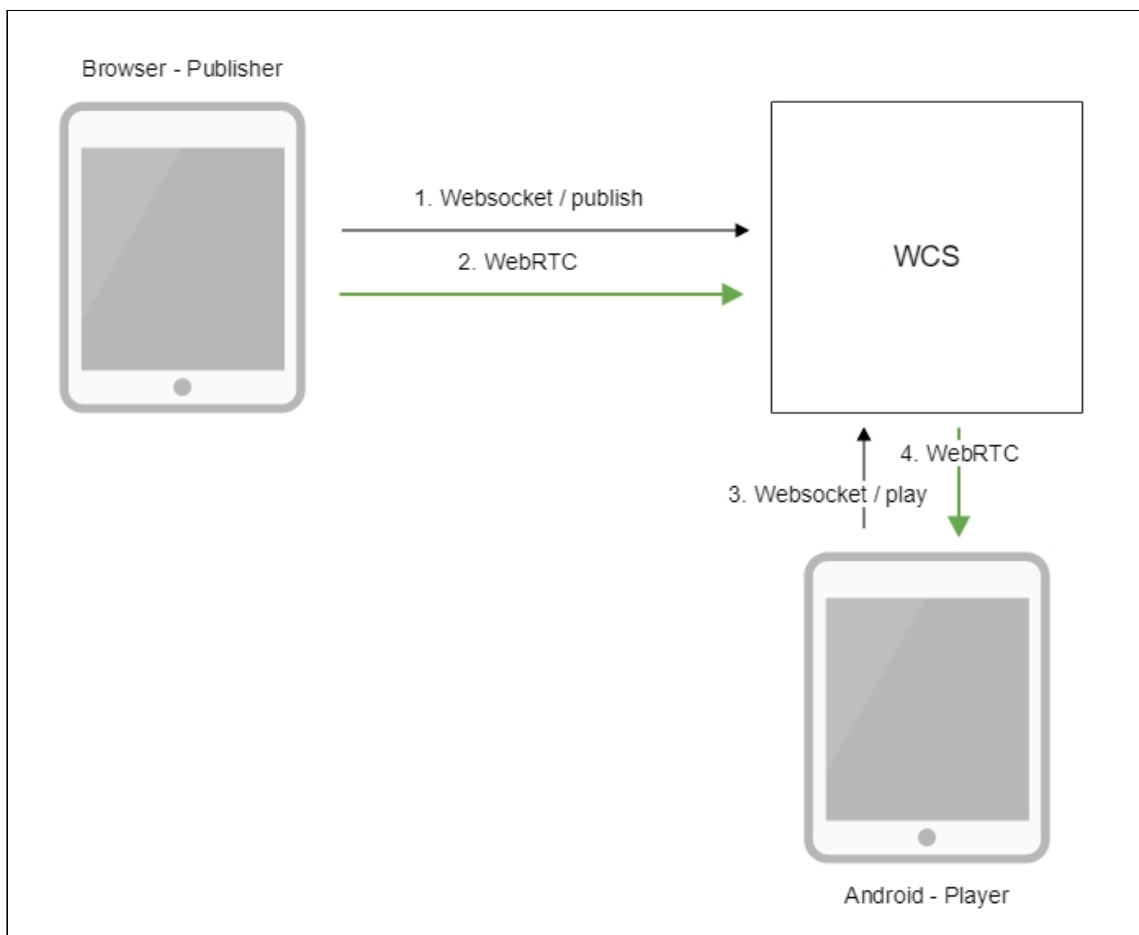 Browser - Publisher
1. Websocket / publish
2. WebRTC
WCS
4. WebRTC
3. Websocket / play
Android - Player